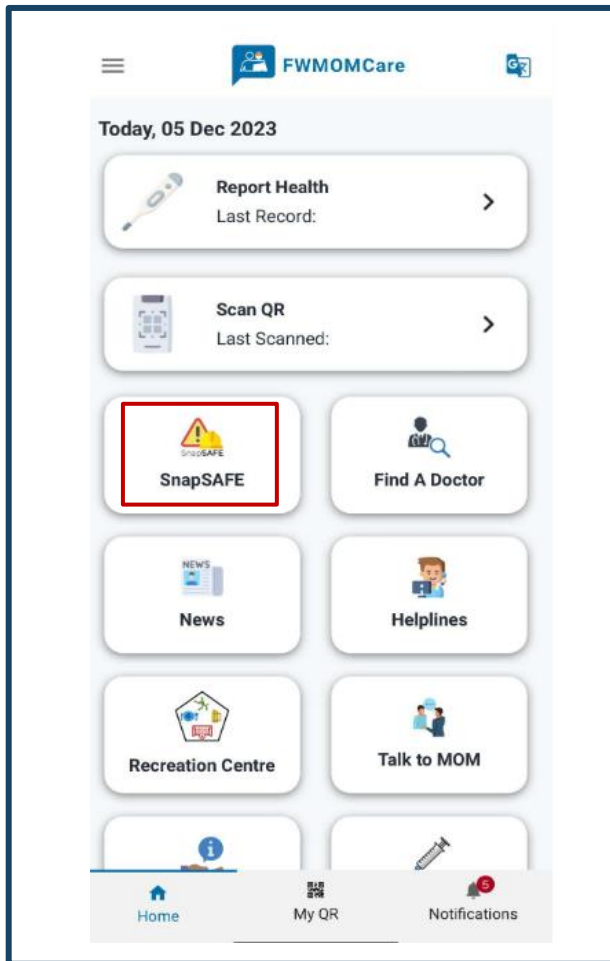 FWMOMCare
Today, 05 Dec 2023
Report Health
Last Record:
Scan QR
Last Scanned:
SnapSAFE
SnapSAFE
Find A Doctor
NEWS
News
Helplines
Recreation Centre
Talk to MOM
5
Home
My QR
Notifications